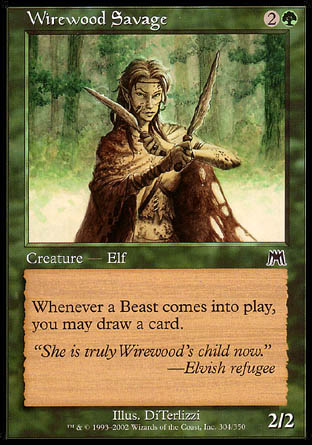 Wirewood Savage 2
Creature — Elf
Whenever a Beast comes into play,
you may draw a card.
“She is truly Wirewood’s child now.”
—Elvish refugee
2/2
Illus. DiTerlizzi
™ & © 1993–2002 Wizards of the Coast, Inc. 304/350